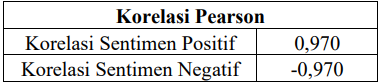 Korelasi Pearson
Korelasi Sentimen Positif 0,970
Korelasi Sentimen Negatif -0,970